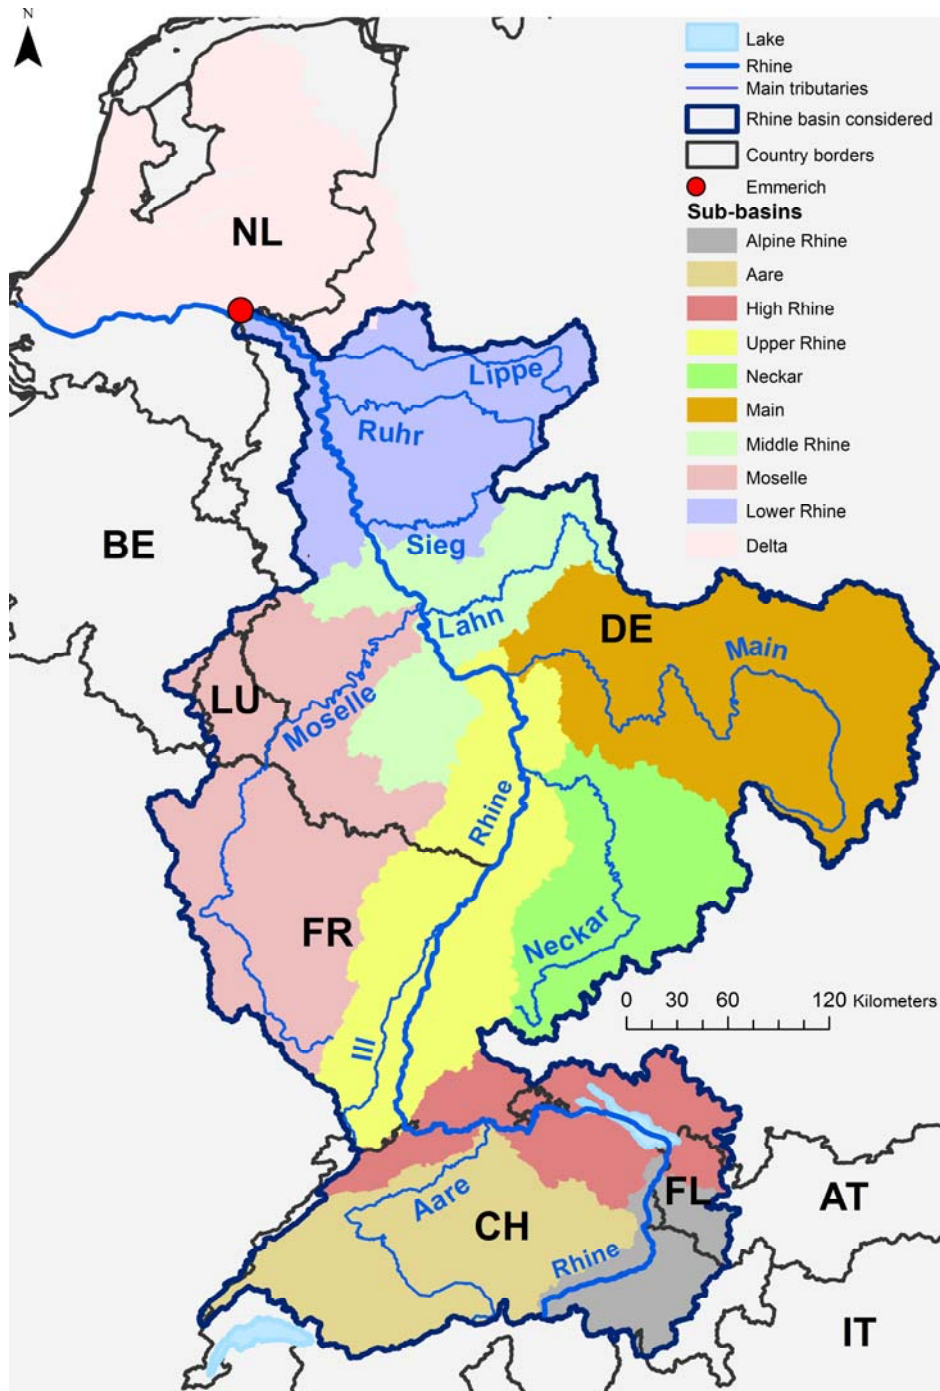 N
Lake
Rhine
Main tributaries
Rhine basin considered
Country borders
Emmerich
Sub-basins
Alpine Rhine
Aare
High Rhine
Upper Rhine
Neckar
Main
Middle Rhine
Moselle
Lower Rhine
Delta
NL
Lippe
Ruhr
BE
Sieg
Lahn
DE
Main
LU
Moselle
Rhine
FR
Neckar
0 30 60 120 Kilometers
Ill
Aare
FL
AT
CH
Rhine
IT